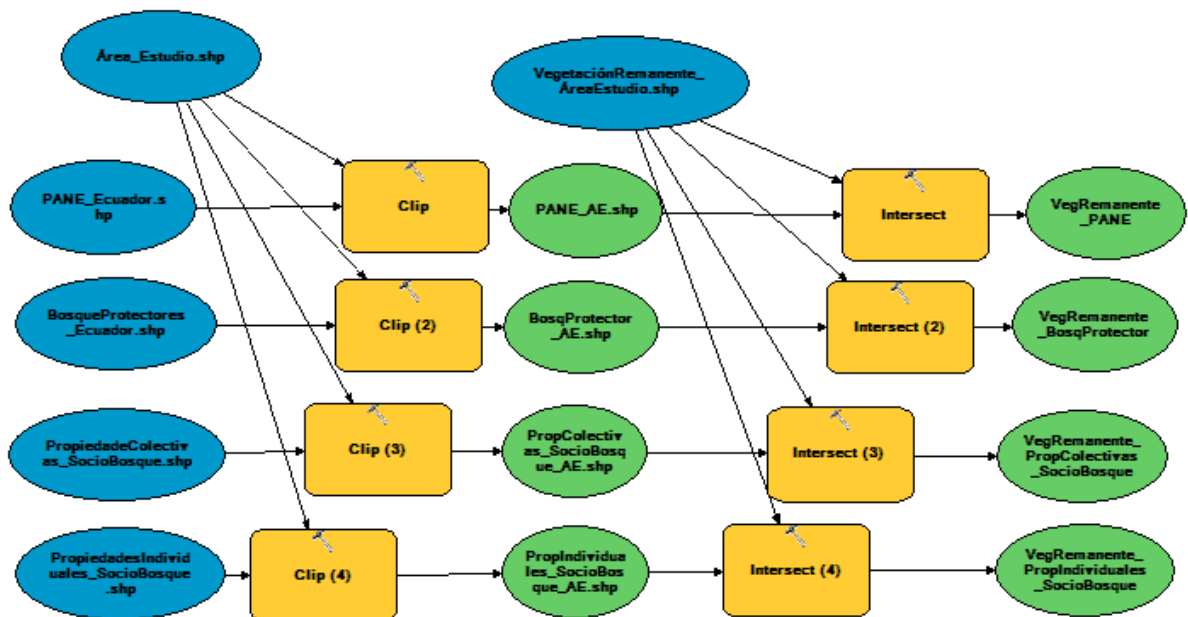 Área_Estudio.shp
VegetaciónRemanente_
ÁreaEstudio.shp
PANE_Ecuador.s
hp
Clip
PANE_AE.shp
Intersect
VegRemanente
_PANE
BosqueProtectores
_Ecuador.shp
Clip (2)
BosqProtector
_AE.shp
Intersect (2)
VegRemanente
_BosqProtector
PropiedadeColectiv
as_SocioBosque.shp
Clip (3)
PropColectiv
as_SocioBosq
ue_AE.shp
Intersect (3)
VegRemanente_
PropColectivas
_SocioBosque
PropiedadesIndivid
uales_SocioBosque
.shp
Clip (4)
PropIndividua
les_SocioBos
que_AE.shp
Intersect (4)
VegRemanente_
PropIndividuales
_SocioBosque